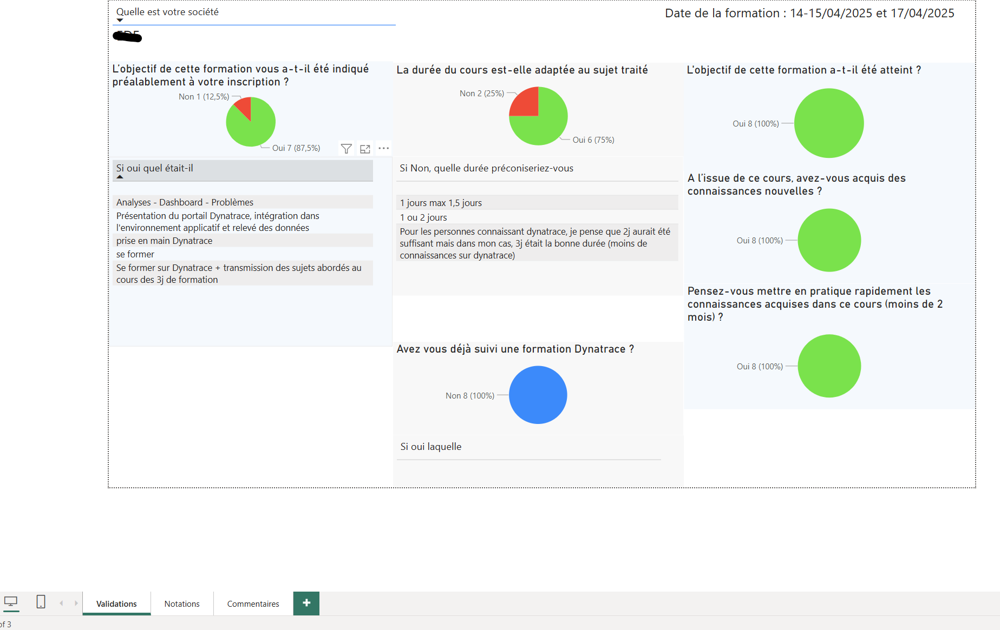 Quelle est votre société
Date de la formation : 14-15/04/2025 et 17/04/2025
L'objectif de cette formation vous a-t-il été indiqué
préalablement à votre inscription ?
Non 1 (12,5%)
Oui 7 (87,5%)
Si oui quel était-il
Analyses - Dashboard - Problèmes
Présentation du portail Dynatrace, intégration dans
l'environnement applicatif et relevé des données
prise en main Dynatrace
se former
Se former sur Dynatrace + transmission des sujets abordés au
cours des 3j de formation
La durée du cours est-elle adaptée au sujet traité
Non 2 (25%)
Oui 6 (75%)
Si Non, quelle durée préconiseriez-vous
1 jours max 1,5 jours
1 ou 2 jours
Pour les personnes connaissant dynatrace, je pense que 2j aurait été
suffisant mais dans mon cas, 3j était la bonne durée (moins de
connaissances sur dynatrace)
Avez vous déjà suivi une formation Dynatrace ?
Non 8 (100%)
Si oui laquelle
L'objectif de cette formation a-t-il été atteint ?
Oui 8 (100%)
A l'issue de ce cours, avez-vous acquis des
connaissances nouvelles ?
Oui 8 (100%)
Pensez-vous mettre en pratique rapidement les
connaissances acquises dans ce cours (moins de 2
mois) ?
Oui 8 (100%)
Validations
Notations
Commentaires
of 3